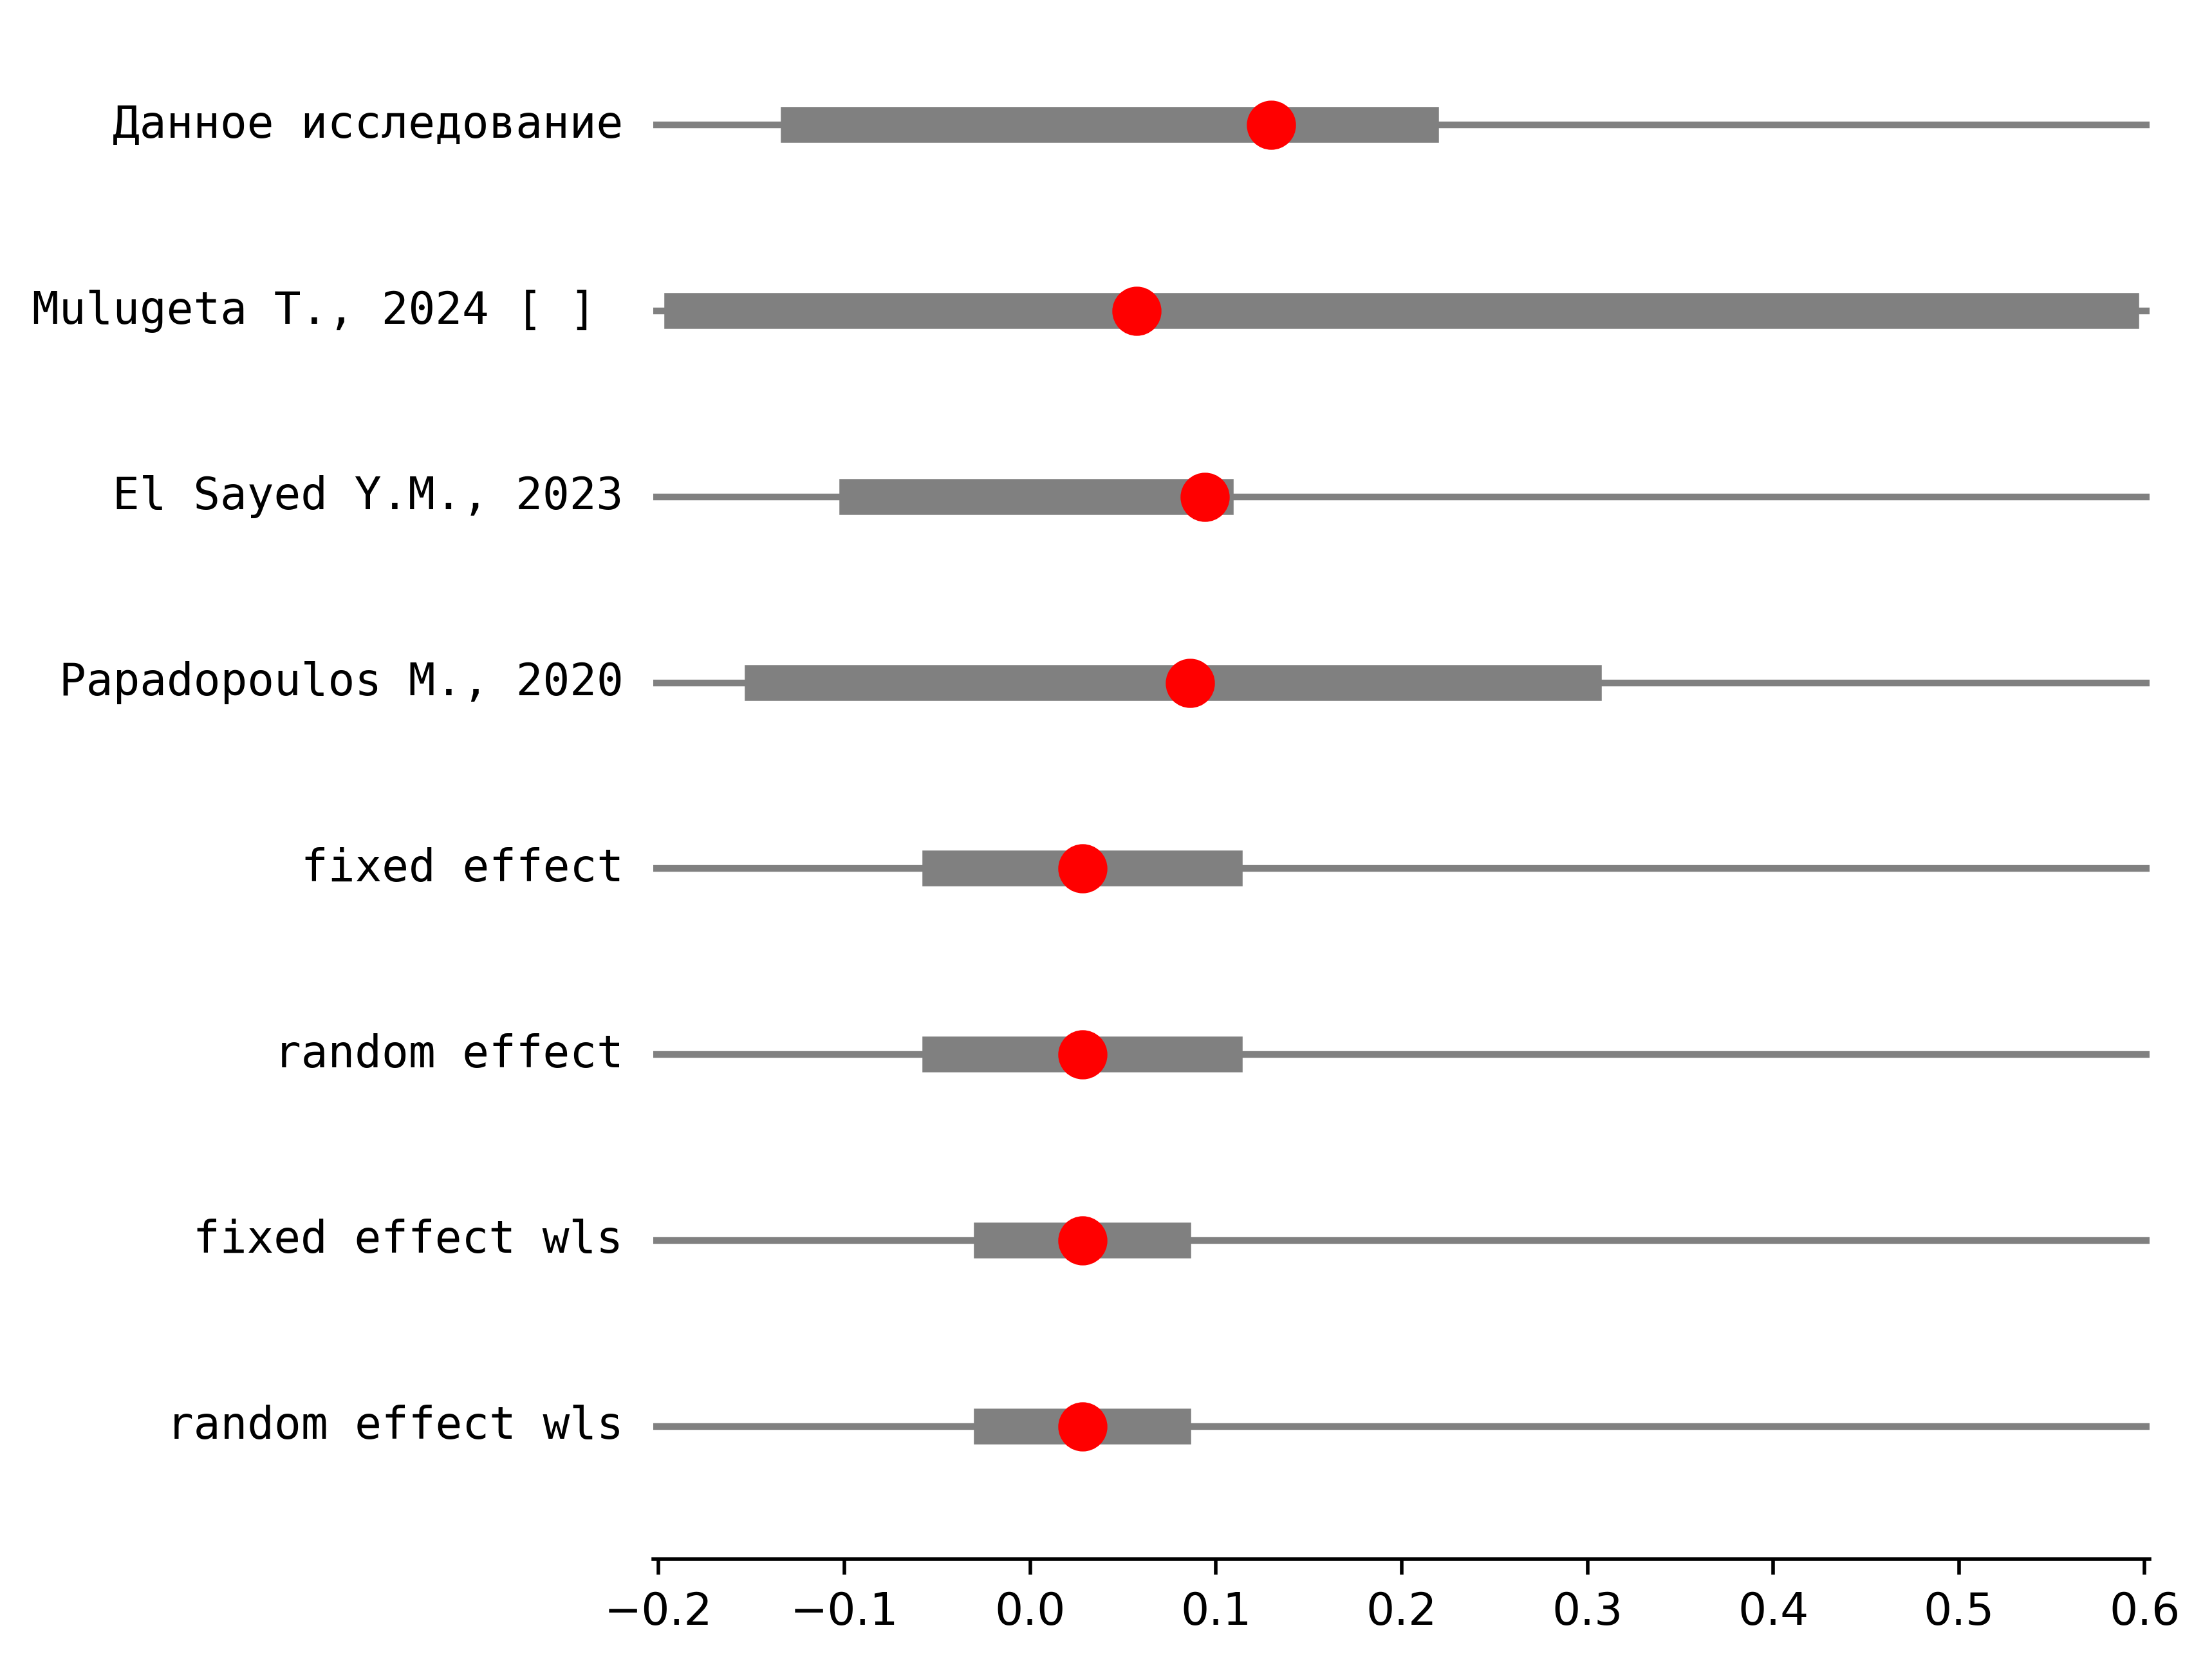 Данное исследование
Mulugeta T., 2024 [ ]
El Sayed Y.M., 2023
Papadopoulos M., 2020
fixed effect
random effect
fixed effect wls
random effect wls
−0.2 −0.1 0.0 0.1 0.2 0.3 0.4 0.5 0.6